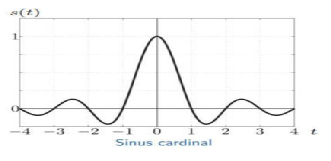 s(t)
1
0
−4 −3 −2 −1 0 1 2 3 4 t
Sinus cardinal